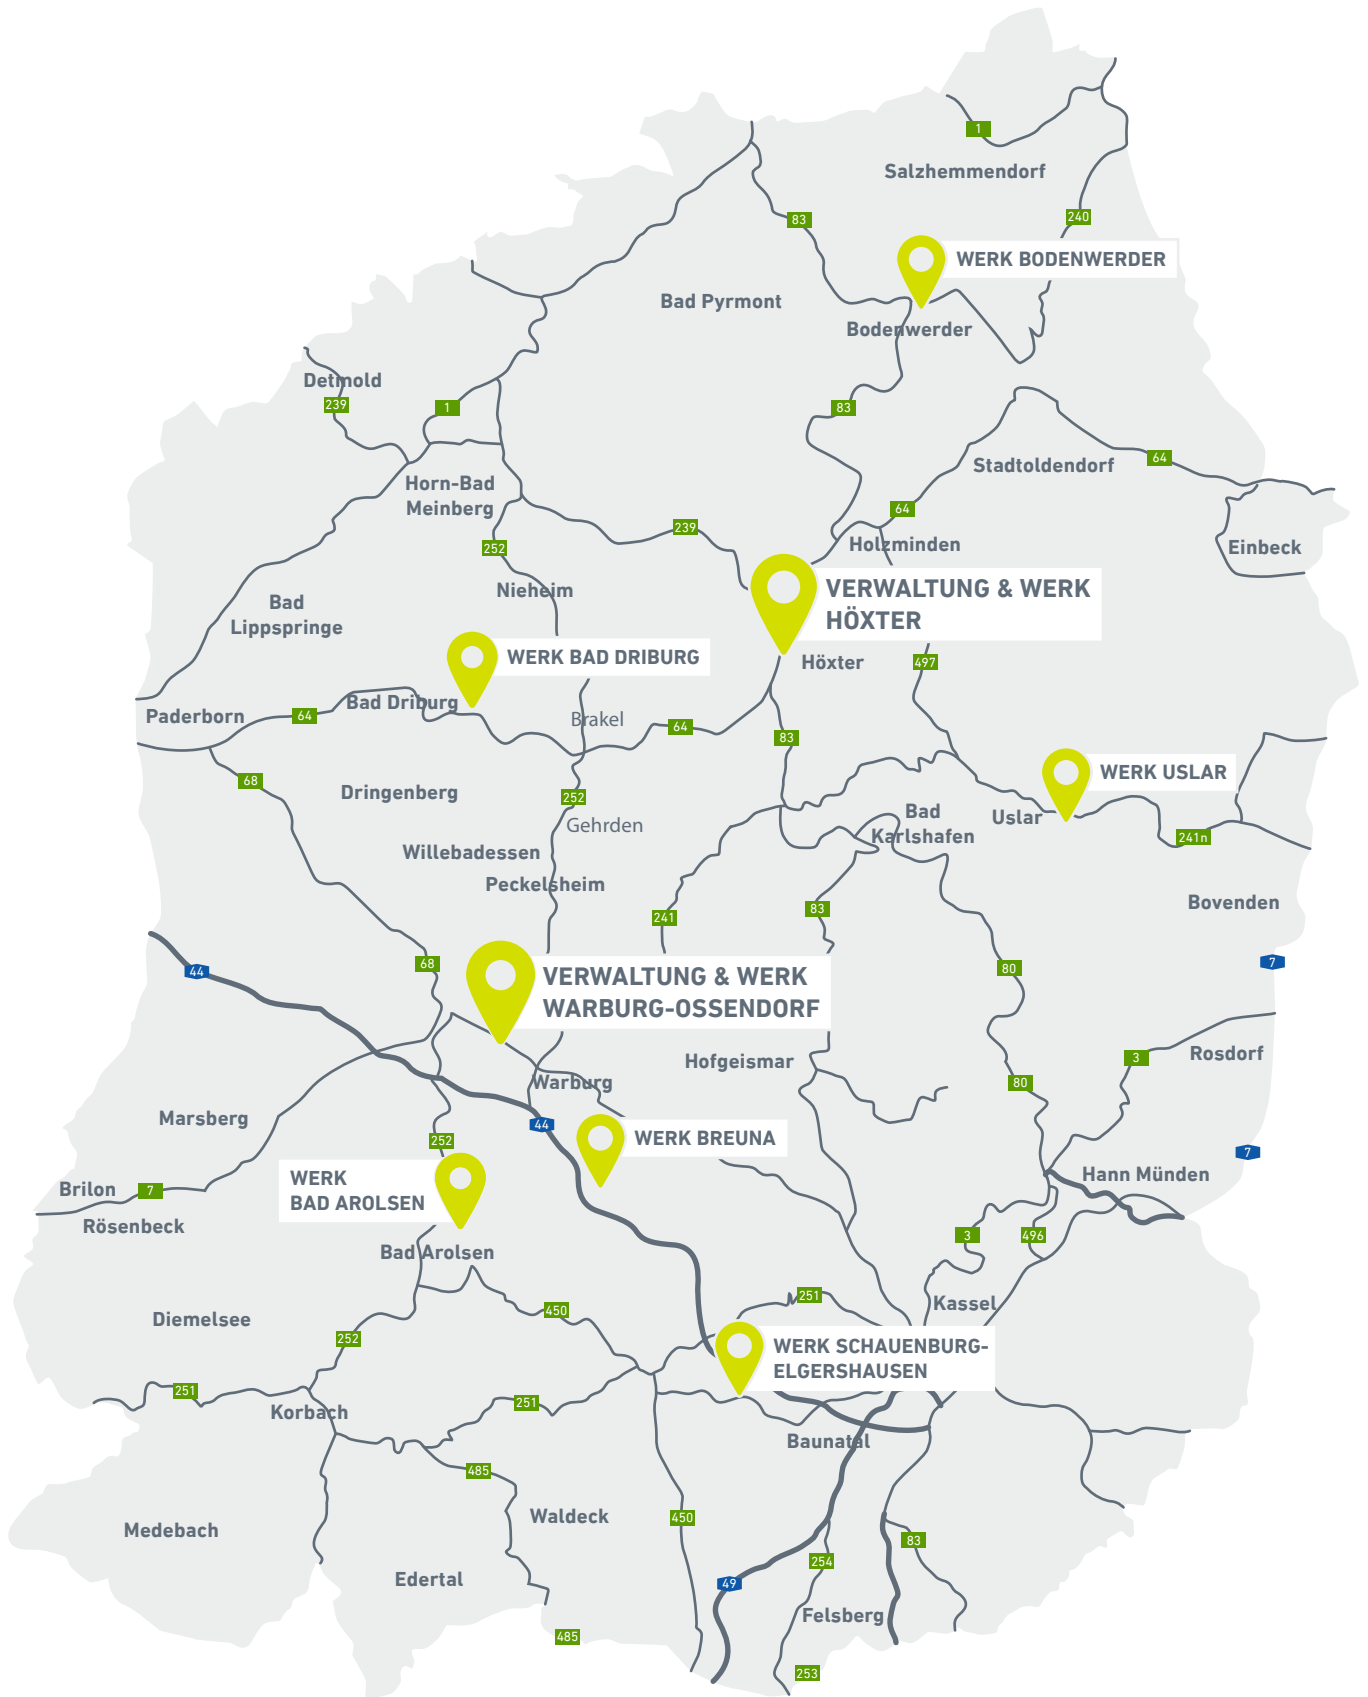 1
Salzhemmendorf
83
240
WERK BODENWERDER
Bad Pyrmont
Bodenwerder
Detmold
239
1
83
64
Stadtoldendorf
Horn-Bad
Meinberg
64
239
252
Holzminden
Einbeck
Nieheim
VERWALTUNG & WERK
HÖXTER
Bad
Lippspringe
WERK BAD DRIBURG
Höxter
497
Bad Driburg
Paderborn
64
Brakel
64
83
68
WERK USLAR
Dringenberg
252
Gehrden
Bad
Karlshafen
Uslar
241n
Willebadessen
Peckelsheim
Bovenden
241
83
68
44
80
7
VERWALTUNG & WERK
WARBURG-OSSENDORF
Hofgeismar
3
Rosdorf
Warburg
80
Marsberg
44
252
WERK BREUNA
7
WERK
BAD AROLSEN
Hann Münden
Brilon
7
Rösenbeck
3
496
Bad Arolsen
251
Kassel
450
Diemelsee
252
WERK SCHAUENBURG-
ELGERSHAUSEN
251
251
Korbach
Baunatal
485
Waldeck
450
Medebach
83
254
Edertal
49
Felsberg
485
253